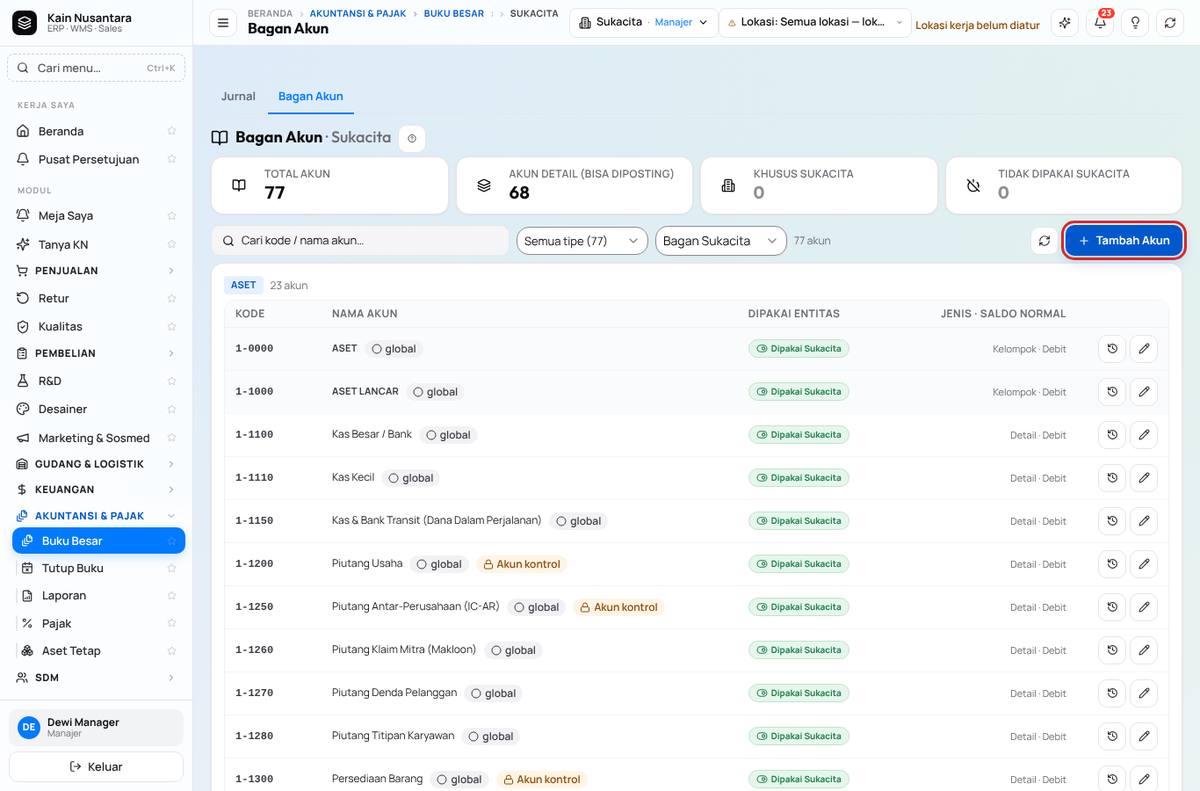 Kain Nusantara
ERP · WMS · Sales
Cari menu... Ctrl+K
KERJA SAYA
Beranda
Pusat Persetujuan
MODUL
Meja Saya
Tanya KN
PENJUALAN
Retur
Kualitas
PEMBELIAN
R&D
Desainer
Marketing & Sosmed
GUDANG & LOGISTIK
KEUANGAN
AKUNTANSI & PAJAK
Buku Besar
Tutup Buku
Laporan
Pajak
Aset Tetap
SDM
DE Dewi Manager
Manajer
Keluar
BERANDA › AKUNTANSI & PAJAK › BUKU BESAR : › SUKACITA
Bagan Akun
Sukacita · Manajer
Lokasi: Semua lokasi — lok...
Lokasi kerja belum diatur
23
Jurnal Bagan Akun
Bagan Akun · Sukacita
TOTAL AKUN
77
AKUN DETAIL (BISA DIPOSTING)
68
KHUSUS SUKACITA
0
TIDAK DIPAKAI SUKACITA
0
Cari kode / nama akun... Semua tipe (77) Bagan Sukacita 77 akun + Tambah Akun
ASET 23 akun
KODE NAMA AKUN DIPAKAI ENTITAS JENIS · SALDO NORMAL
1-0000 ASET global Dipakai Sukacita Kelompok · Debit
1-1000 ASET LANCAR global Dipakai Sukacita Kelompok · Debit
1-1100 Kas Besar / Bank global Dipakai Sukacita Detail · Debit
1-1110 Kas Kecil global Dipakai Sukacita Detail · Debit
1-1150 Kas & Bank Transit (Dana Dalam Perjalanan) global Dipakai Sukacita Detail · Debit
1-1200 Piutang Usaha global Akun kontrol Dipakai Sukacita Detail · Debit
1-1250 Piutang Antar-Perusahaan (IC-AR) global Akun kontrol Dipakai Sukacita Detail · Debit
1-1260 Piutang Klaim Mitra (Makloon) global Dipakai Sukacita Detail · Debit
1-1270 Piutang Denda Pelanggan global Dipakai Sukacita Detail · Debit
1-1280 Piutang Titipan Karyawan global Dipakai Sukacita Detail · Debit
1-1300 Persediaan Barang global Akun kontrol Dipakai Sukacita Detail · Debit